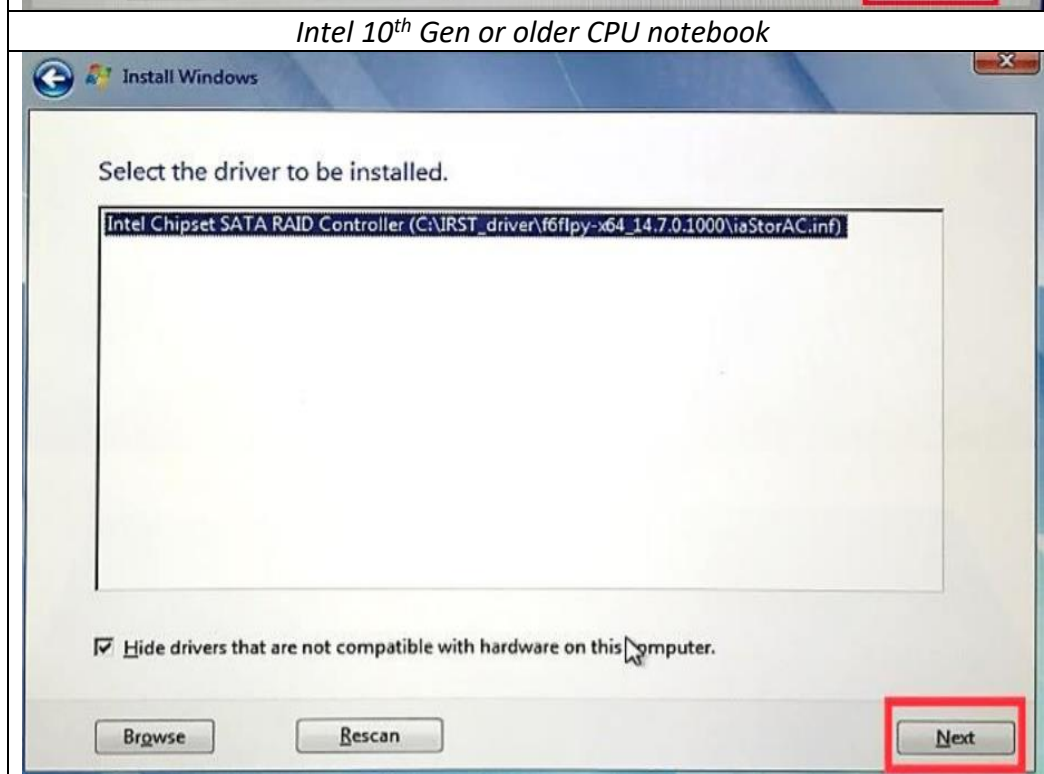 Intel 10th Gen or older CPU notebook
Install Windows
Select the driver to be installed.
Intel Chipset SATA RAID Controller (C:\IRST_driver\f6flpy-x64_14.7.0.1000\iaStorAC.inf)
Hide drivers that are not compatible with hardware on this computer.
Browse
Rescan
Next